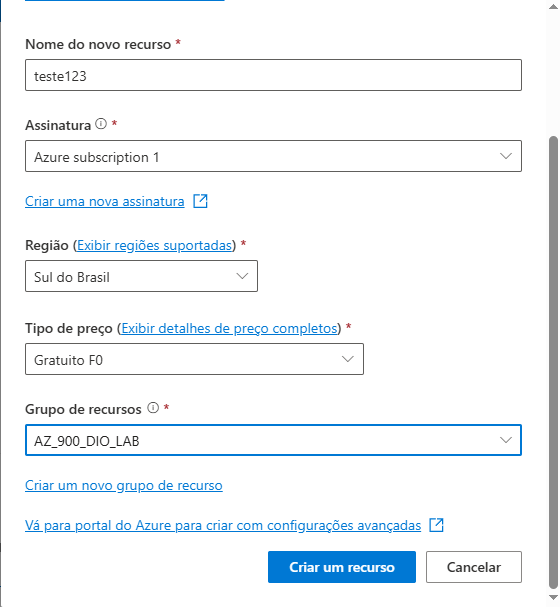 Nome do novo recurso *
teste123
Assinatura ⓘ *
Azure subscription 1
Criar uma nova assinatura
Região (Exibir regiões suportadas) *
Sul do Brasil
Tipo de preço (Exibir detalhes de preço completos) *
Gratuito F0
Grupo de recursos ⓘ *
AZ_900_DIO_LAB
Criar um novo grupo de recurso
Vá para portal do Azure para criar com configurações avançadas
Criar um recurso
Cancelar